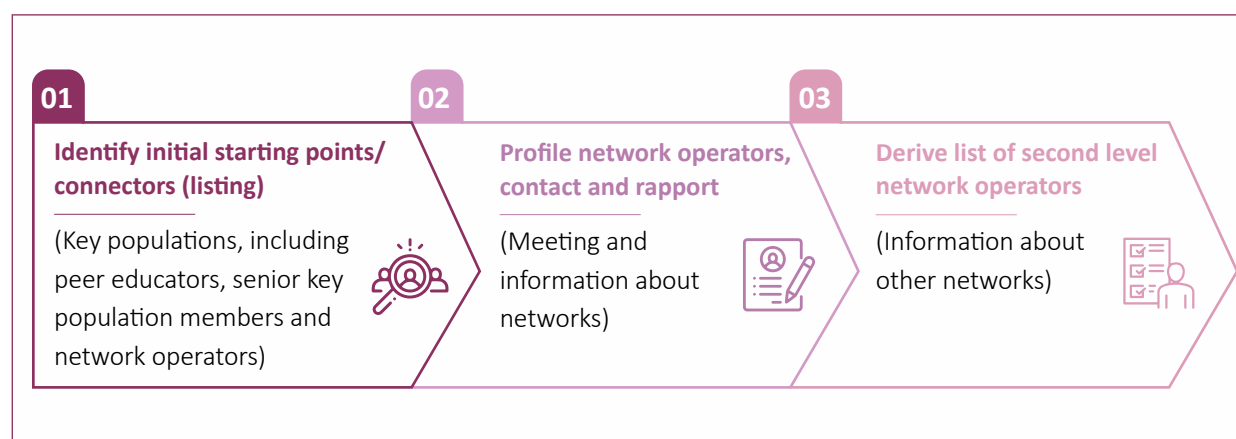 01
Identify initial starting points/
connectors (listing)
(Key populations, including
peer educators, senior key
population members and
network operators)
02
Profile network operators,
contact and rapport
(Meeting and
information about
networks)
03
Derive list of second level
network operators
(Information about
other networks)